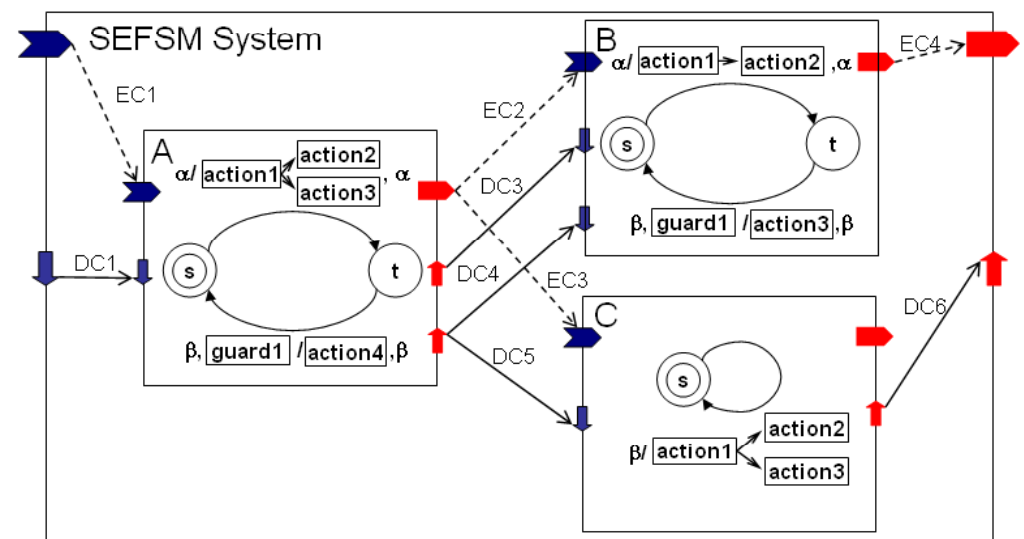 SEFSM System
EC1
DC1
A
α/ action1 action2 action3 , α
s
t
β, guard1 / action4 ,β
EC2
DC3
DC4
EC3
DC5
B
α/ action1 action2 ,α
s
t
β, guard1 / action3 ,β
EC4
C
s
β/ action1 action2 action3
DC6